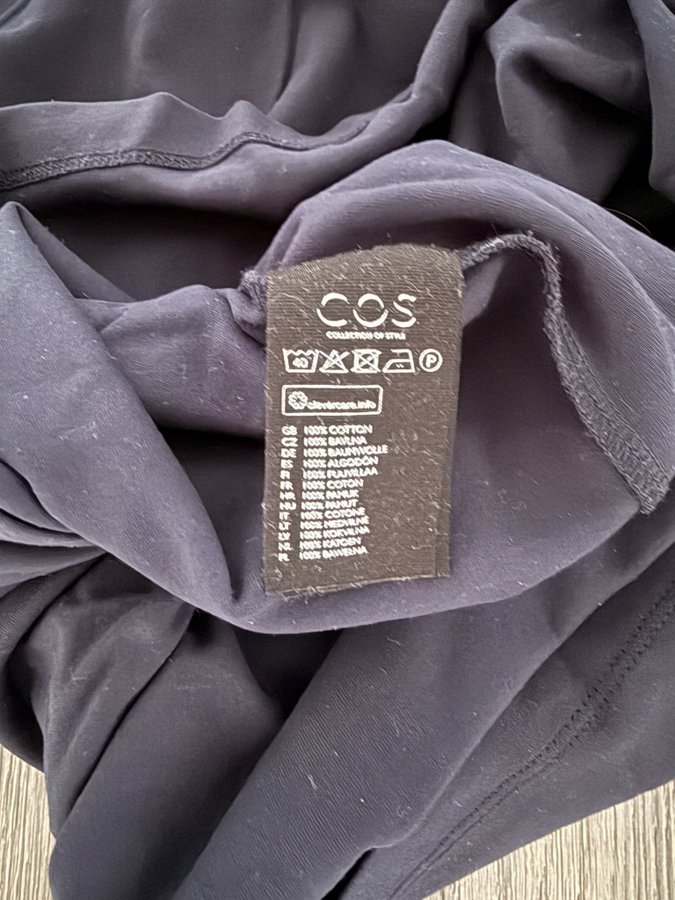 COS
COLLECTION OF STYLE
40 P
clevercare.info
GB 100% COTTON
CZ 100% BAVLNA
DE 100% BAUMWOLLE
ES 100% ALGODÓN
FI 100% PUUVILLAA
FR 100% COTON
HR 100% PAMUK
HU 100% PAMUT
IT 100% COTONE
LT 100% MEDVILNĖ
LV 100% KOKVILNA
NL 100% KATOEN
PL 100% BAWEŁNA